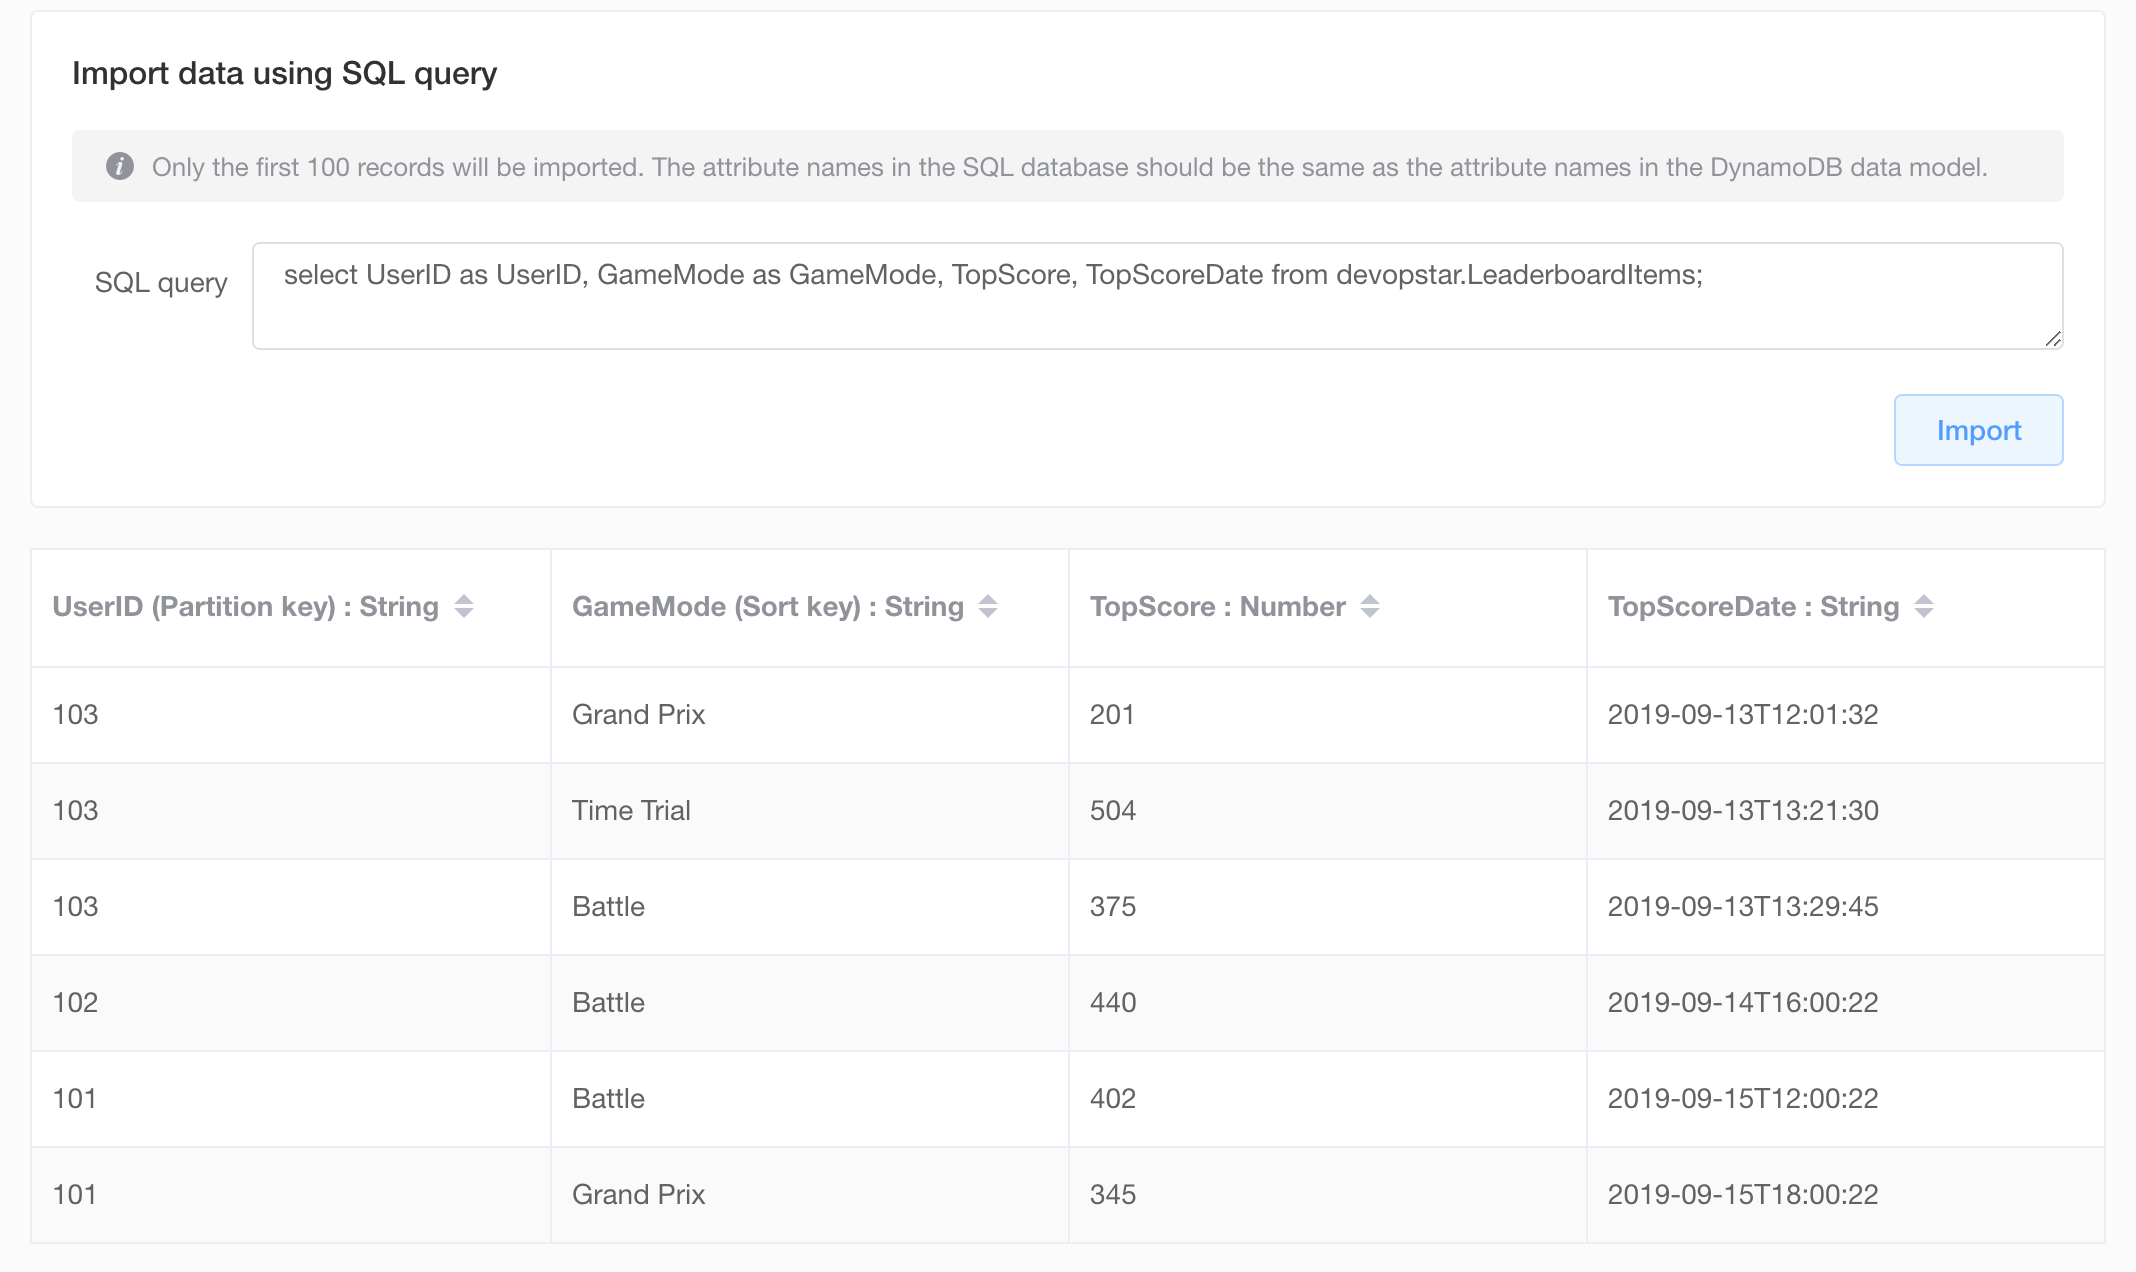 Import data using SQL query
Only the first 100 records will be imported. The attribute names in the SQL database should be the same as the attribute names in the DynamoDB data model.
SQL query
select UserID as UserID, GameMode as GameMode, TopScore, TopScoreDate from devopstar.LeaderboardItems;
Import
UserID (Partition key) : String GameMode (Sort key) : String TopScore : Number TopScoreDate : String
103 Grand Prix 201 2019-09-13T12:01:32
103 Time Trial 504 2019-09-13T13:21:30
103 Battle 375 2019-09-13T13:29:45
102 Battle 440 2019-09-14T16:00:22
101 Battle 402 2019-09-15T12:00:22
101 Grand Prix 345 2019-09-15T18:00:22